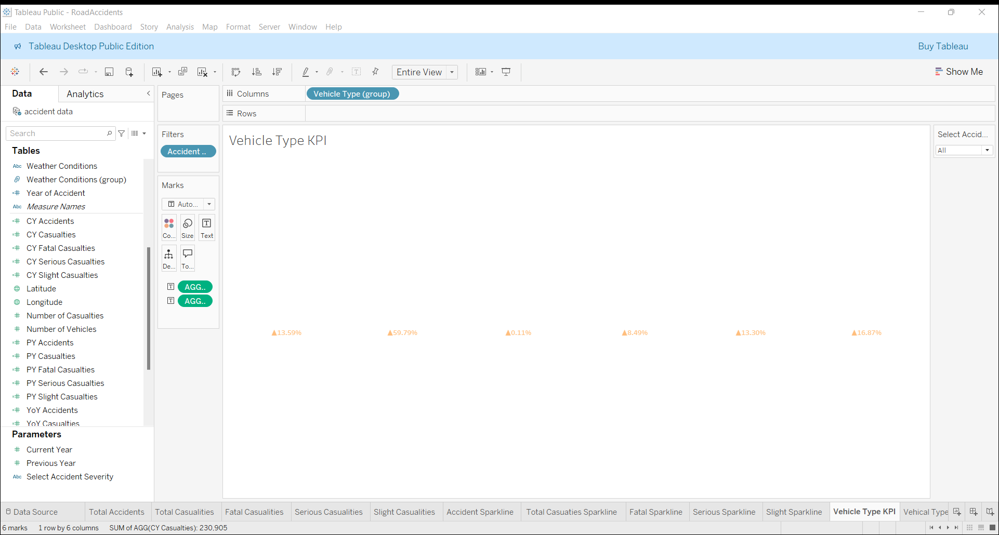 Tableau Public - RoadAccidents
File Data Worksheet Dashboard Story Analysis Map Format Server Window Help
Tableau Desktop Public Edition
Buy Tableau
Entire View
Show Me
Data
Analytics
accident data
Search
Tables
Abc Weather Conditions
Weather Conditions (group)
Year of Accident
Abc Measure Names
CY Accidents
CY Casualties
CY Fatal Casualties
CY Serious Casualties
CY Slight Casualties
Latitude
Longitude
Number of Casualties
Number of Vehicles
PY Accidents
PY Casualties
PY Fatal Casualties
PY Serious Casualties
PY Slight Casualties
YoY Accidents
YoY Casualties
Parameters
Current Year
Previous Year
Abc Select Accident Severity
Pages
Filters
Accident ..
Marks
Auto...
Co... Size Text
De... To...
AGG..
AGG..
Columns
Vehicle Type (group)
Rows
Vehicle Type KPI
▲13.59% ▲59.79% ▲0.11% ▲8.49% ▲13.30% ▲16.87%
Select Accid...
All
Data Source Total Accidents Total Casualities Fatal Casualities Serious Casualities Slight Casualities Accident Sparkline Total Casuaties Sparkline Fatal Sparkline Serious Sparkline Slight Sparkline Vehicle Type KPI Vehical Type
6 marks 1 row by 6 columns SUM of AGG(CY Casualties): 230,905